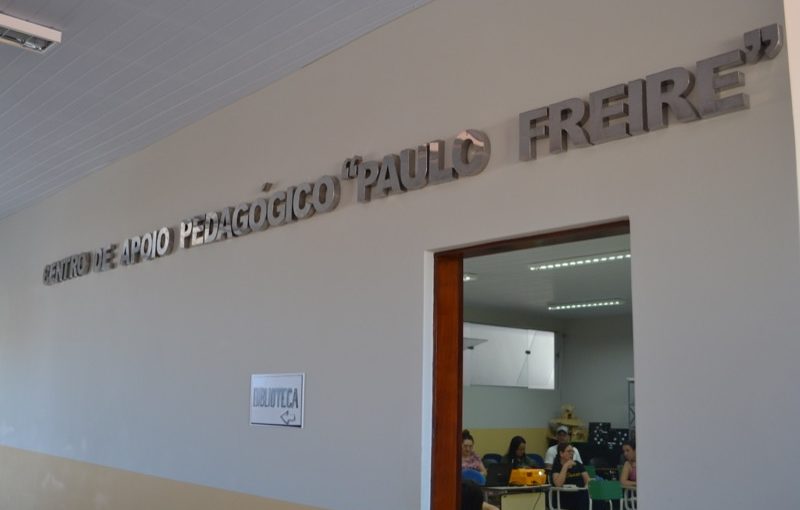 CENTRO DE APOIO PEDAGÓGICO “PAULO FREIRE”
BIBLIOTECA